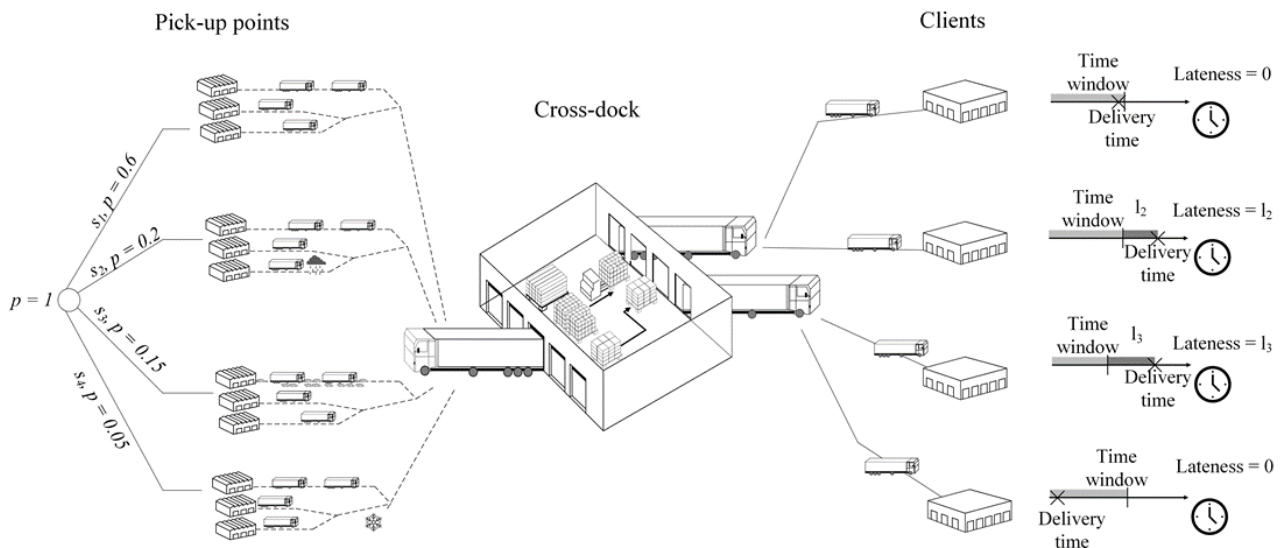 Pick-up points
Clients
Cross-dock
Time
window
Lateness = 0
Delivery
time
s1, p = 0.6
Time
window
l2
Lateness = l2
Delivery
time
s2, p = 0.2
p = 1
s3, p = 0.15
Time
window
l3
Lateness = l3
Delivery
time
s4, p = 0.05
Time
window
Lateness = 0
Delivery
time